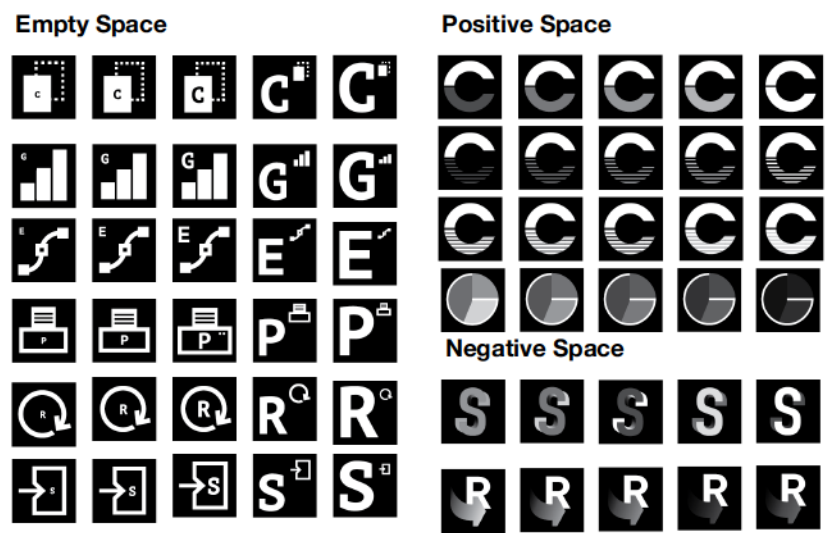 Empty Space
Positive Space
C C C C C
C C C C C
G G G G G
C C C C C
E E E E E
C C C C C
P P P P P
Negative Space
R R R R R
S S S S S
S S S S S
R R R R R